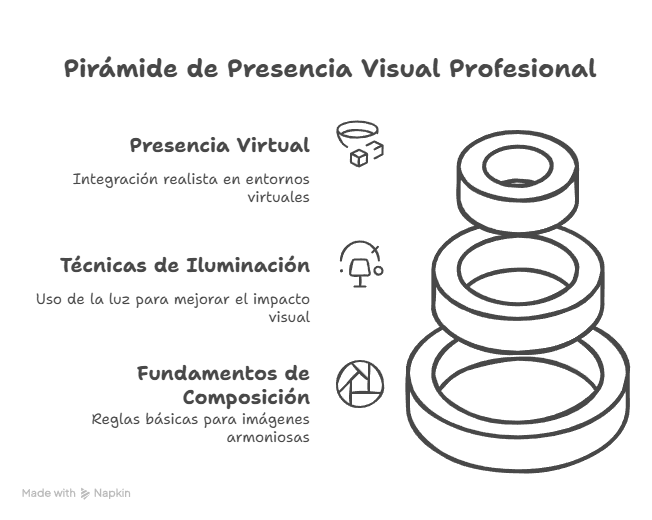 Pirámide de Presencia Visual Profesional
Presencia Virtual
Integración realista en entornos
virtuales
Técnicas de Iluminación
Uso de la luz para mejorar el impacto
visual
Fundamentos de
Composición
Reglas básicas para imágenes
armoniosas
Made with Napkin